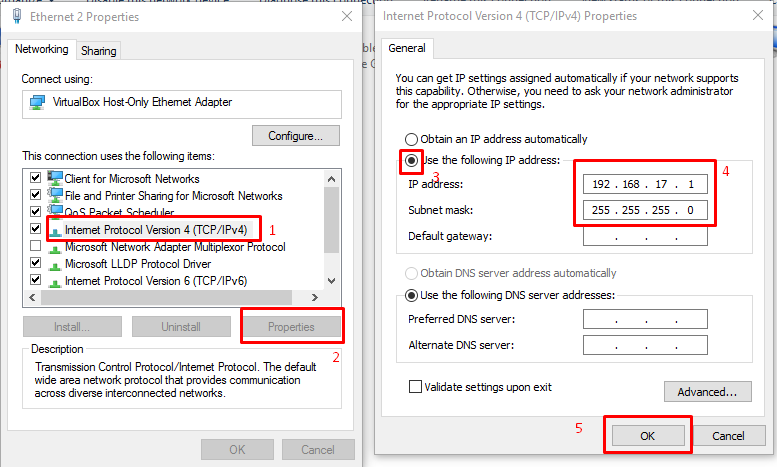 Ethernet 2 Properties
Networking
Sharing
Connect using:
VirtualBox Host-Only Ethernet Adapter
Configure...
This connection uses the following items:
Client for Microsoft Networks
File and Printer Sharing for Microsoft Networks
QoS Packet Scheduler
Internet Protocol Version 4 (TCP/IPv4)
1
Microsoft Network Adapter Multiplexor Protocol
Microsoft LLDP Protocol Driver
Internet Protocol Version 6 (TCP/IPv6)
Install...
Uninstall
Properties
2
Description
Transmission Control Protocol/Internet Protocol. The default
wide area network protocol that provides communication
across diverse interconnected networks.
OK
Cancel
Internet Protocol Version 4 (TCP/IPv4) Properties
General
You can get IP settings assigned automatically if your network supports
this capability. Otherwise, you need to ask your network administrator
for the appropriate IP settings.
Obtain an IP address automatically
Use the following IP address:
3
4
IP address:
192 . 168 . 17 . 1
Subnet mask:
255 . 255 . 255 . 0
Default gateway:
. . .
Obtain DNS server address automatically
Use the following DNS server addresses:
Preferred DNS server:
. . .
Alternate DNS server:
. . .
Validate settings upon exit
Advanced...
5
OK
Cancel